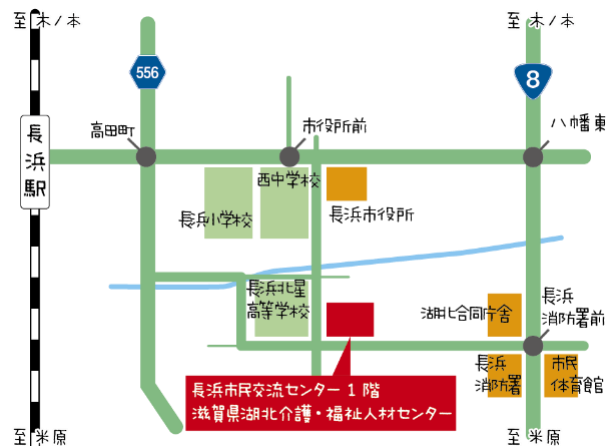 至木ノ本
至木ノ本
556
8
高田町
市役所前
八幡東
長浜駅
西中学校
長浜小学校
長浜市役所
長浜北星
高等学校
湖北合同庁舎
長浜
消防署前
長浜
消防署
市民
体育館
長浜市民交流センター 1 階
滋賀県湖北介護・福祉人材センター
至米原
至米原